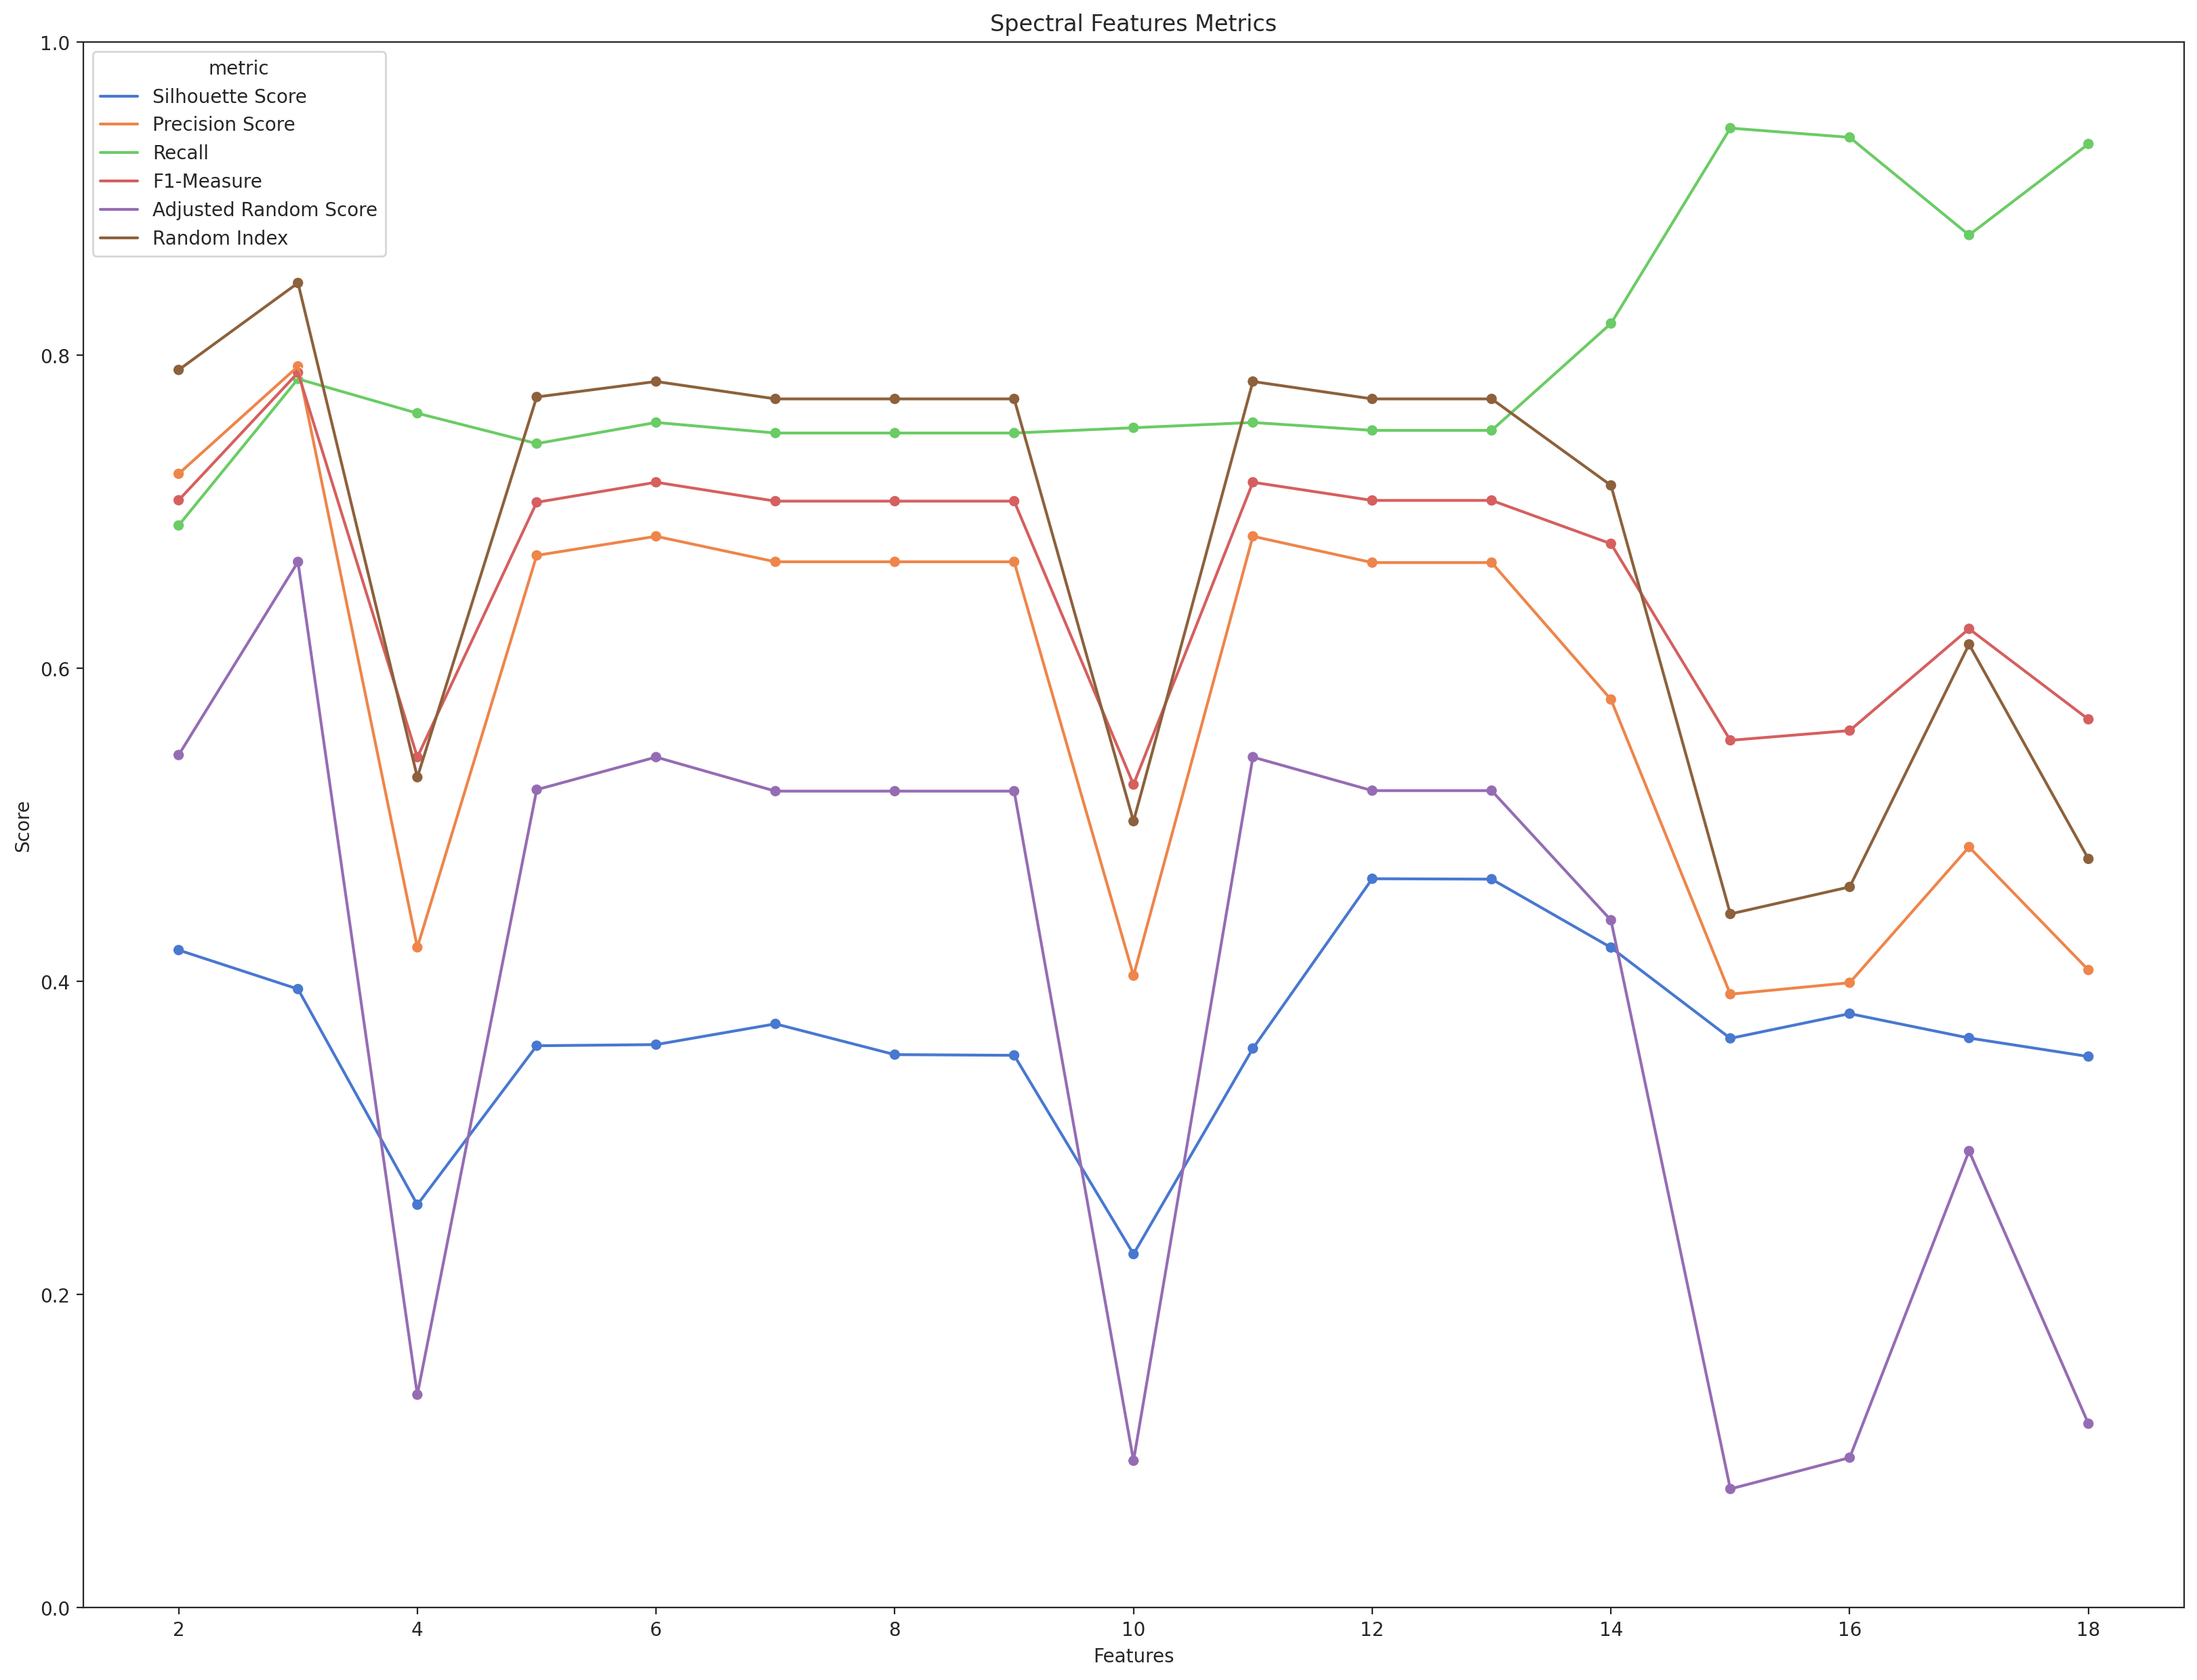 Spectral Features Metrics
1.0
0.8
0.6
0.4
0.2
0.0
Score
metric
Silhouette Score
Precision Score
Recall
F1-Measure
Adjusted Random Score
Random Index
2 4 6 8 10 12 14 16 18
Features